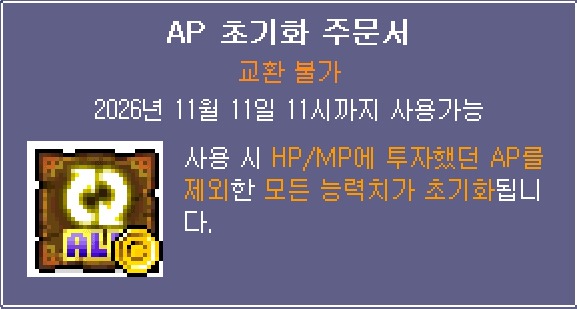 AP 초기화 주문서
교환 불가
2026년 11월 11일 11시까지 사용가능
사용 시 HP/MP에 투자했던 AP를
제외한 모든 능력치가 초기화됩니
다.
ALL
C